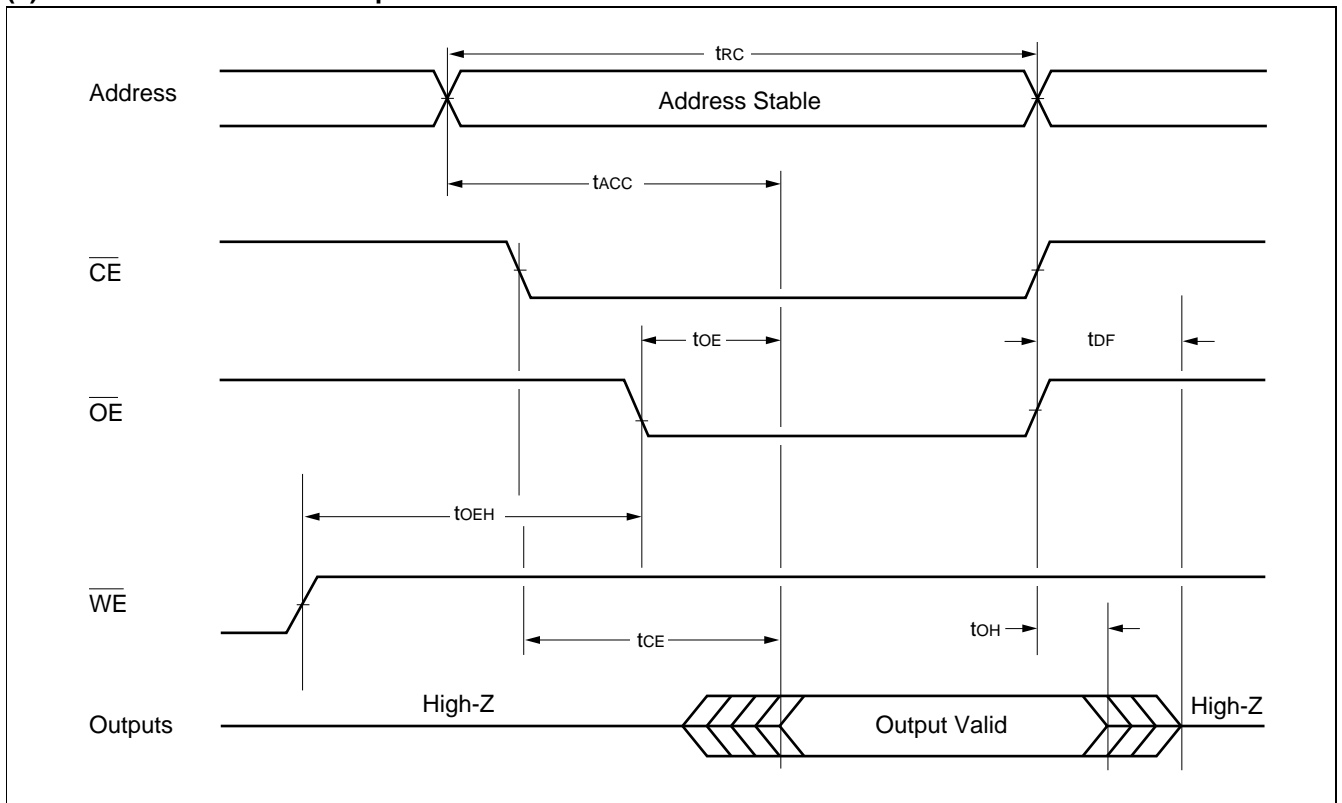 tRC
Address
Address Stable
tACC
CE
tOE
tDF
OE
tOEH
WE
tOH
tCE
High-Z
High-Z
Outputs
Output Valid